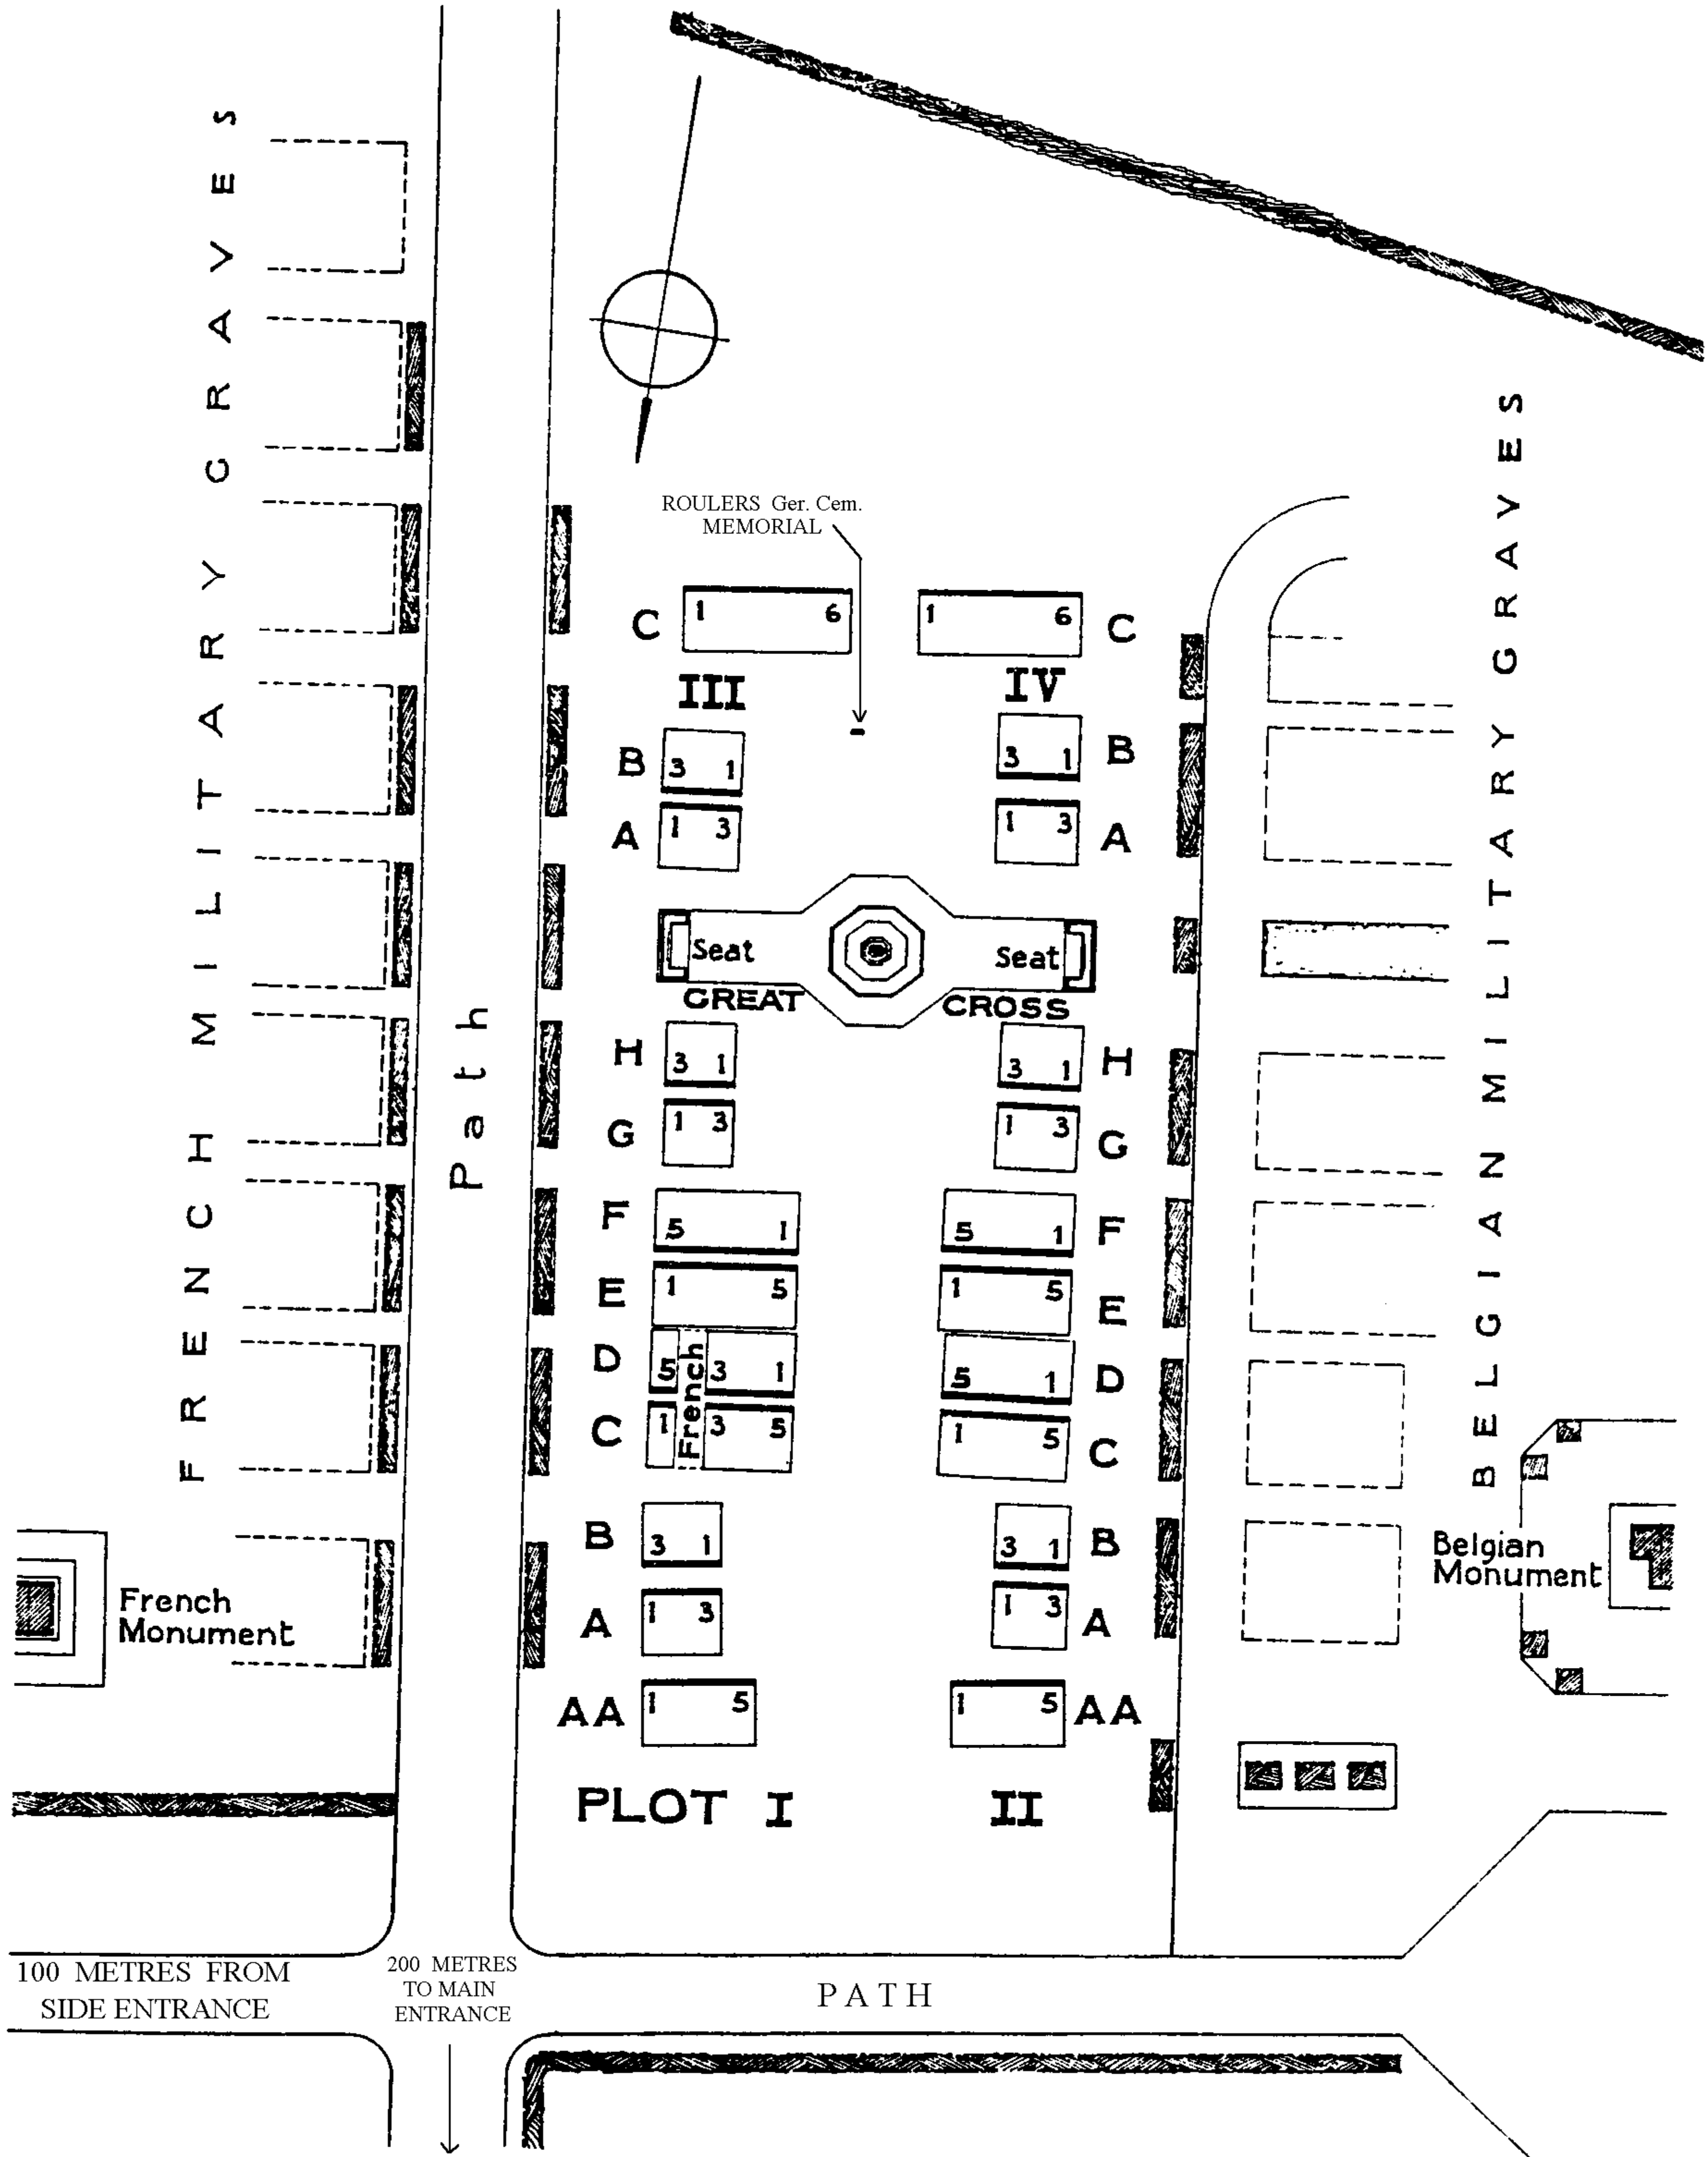 FRENCH MILITARY GRAVES
Path
ROULERS Ger. Cem.
MEMORIAL
C 1 6 1 6 C
III IV
B 3 1 3 1 B
A 1 3 1 3 A
Seat Seat
GREAT CROSS
H 3 1 3 1 H
G 1 3 1 3 G
F 5 1 5 1 F
E 1 5 1 5 E
D 5 3 1 5 1 D
French
C 1 3 5 1 5 C
B 3 1 3 1 B
A 1 3 1 3 A
AA 1 5 1 5 AA
PLOT I II
BELGIAN MILITARY GRAVES
French
Monument
Belgian
Monument
100 METRES FROM
SIDE ENTRANCE
200 METRES
TO MAIN
ENTRANCE
PATH